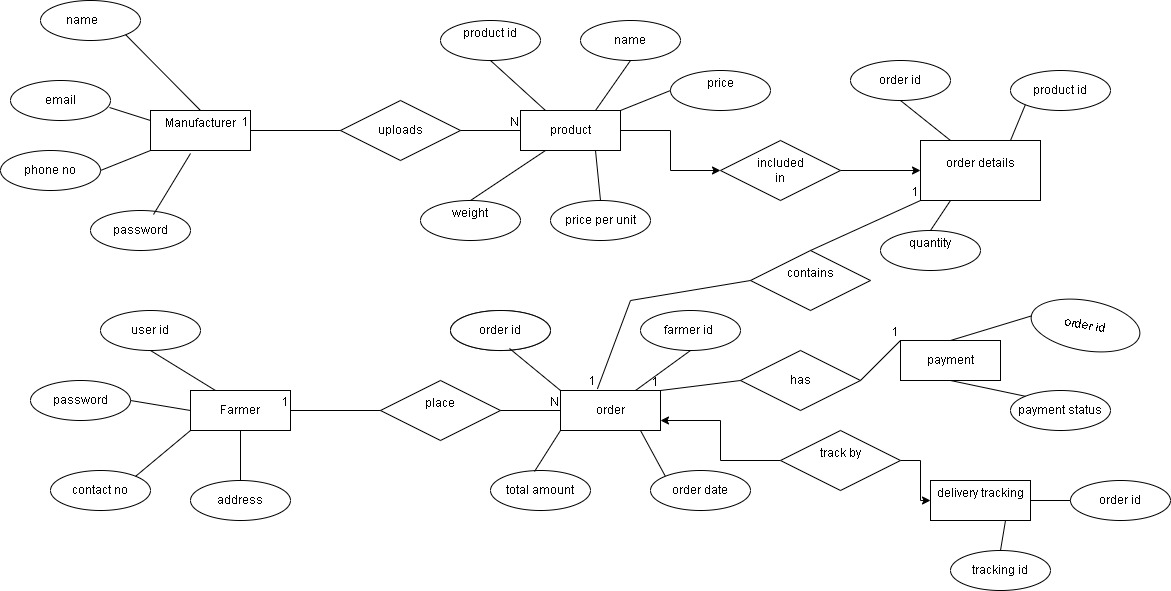 name
product id
name
price
order id
product id
email
Manufacturer 1
uploads
N
product
included
in
order details
phone no
password
weight
price per unit
1
quantity
contains
user id
order id
farmer id
order id
1
payment
password
Farmer
1
place
N
order
1
1
has
payment status
contact no
address
total amount
order date
track by
delivery tracking
order id
tracking id